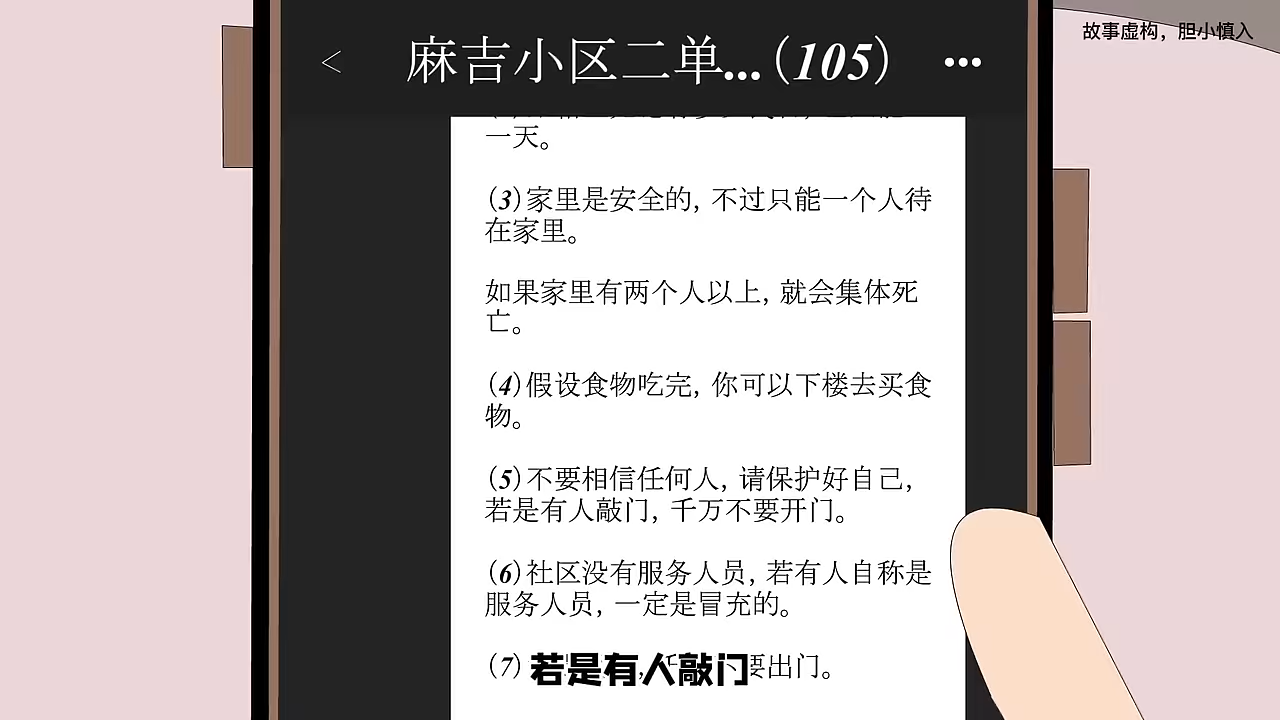 故事虚构，胆小慎入
< 麻吉小区二单...（105） •••
一天。
（3）家里是安全的，不过只能一个人待
在家里。
如果家里有两个人以上，就会集体死
亡。
（4）假设食物吃完，你可以下楼去买食
物。
（5）不要相信任何人，请保护好自己，
若是有人敲门，千万不要开门。
（6）社区没有服务人员，若有人自称是
服务人员，一定是冒充的。
（7） 要出门。
若是有人敲门